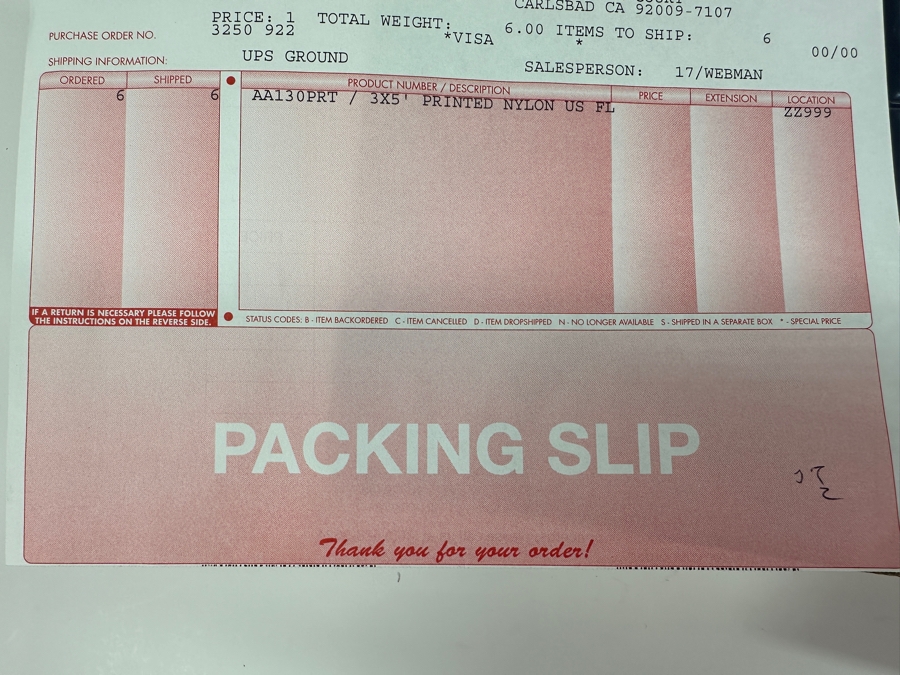 CARLSBAD CA 92009-7107
PRICE: 1 TOTAL WEIGHT: 6.00 ITEMS TO SHIP: 6
PURCHASE ORDER NO. 3250 922 *VISA * 00/00
SHIPPING INFORMATION: UPS GROUND SALESPERSON: 17/WEBMAN
ORDERED SHIPPED PRODUCT NUMBER / DESCRIPTION PRICE EXTENSION LOCATION
6 6 AA130PRT / 3X5' PRINTED NYLON US FL ZZ999
IF A RETURN IS NECESSARY PLEASE FOLLOW
THE INSTRUCTIONS ON THE REVERSE SIDE.
STATUS CODES: B - ITEM BACKORDERED C - ITEM CANCELLED D - ITEM DROPSHIPPED N - NO LONGER AVAILABLE S - SHIPPED IN A SEPARATE BOX * - SPECIAL PRICE
PACKING SLIP
Thank you for your order!